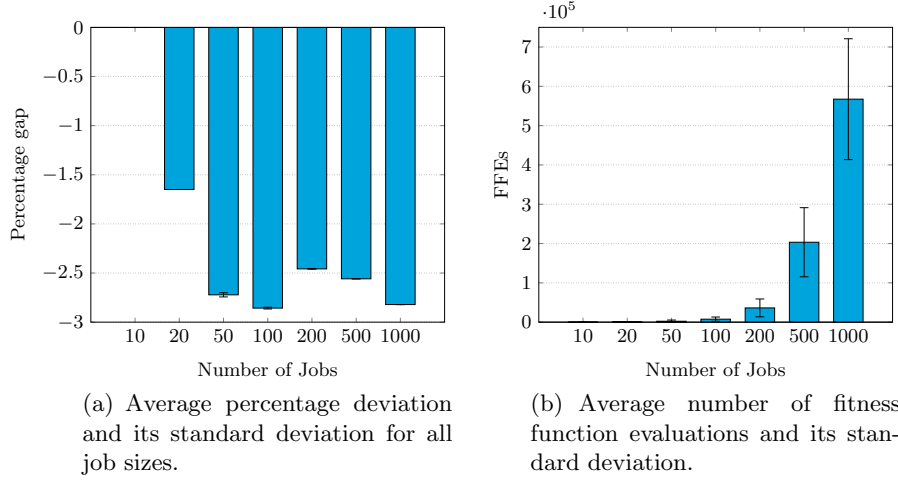 0
−0.5
−1
−1.5
−2
−2.5
−3
Percentage gap
10 20 50 100 200 500 1000
Number of Jobs
(a) Average percentage deviation
and its standard deviation for all
job sizes.
·10⁵
7
6
5
4
3
2
1
0
FFEs
10 20 50 100 200 500 1000
Number of Jobs
(b) Average number of fitness
function evaluations and its stan-
dard deviation.